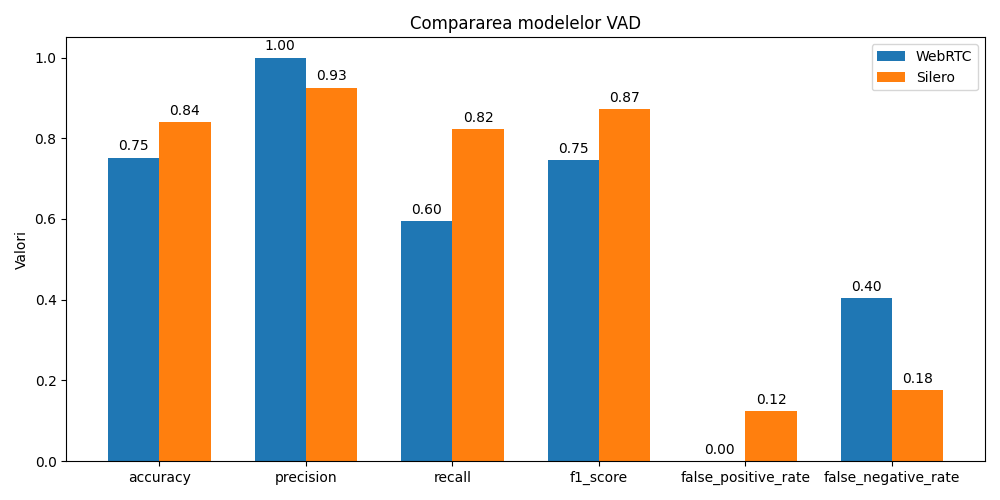 Compararea modelelor VAD
WebRTC
Silero
Valori
1.0
0.8
0.6
0.4
0.2
0.0
0.75
0.84
1.00
0.93
0.60
0.82
0.75
0.87
0.00
0.12
0.40
0.18
accuracy
precision
recall
f1_score
false_positive_rate
false_negative_rate